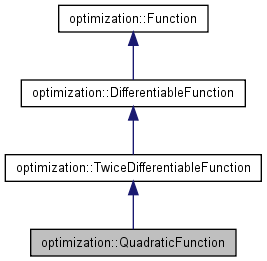 optimization::Function
optimization::DifferentiableFunction
optimization::TwiceDifferentiableFunction
optimization::QuadraticFunction